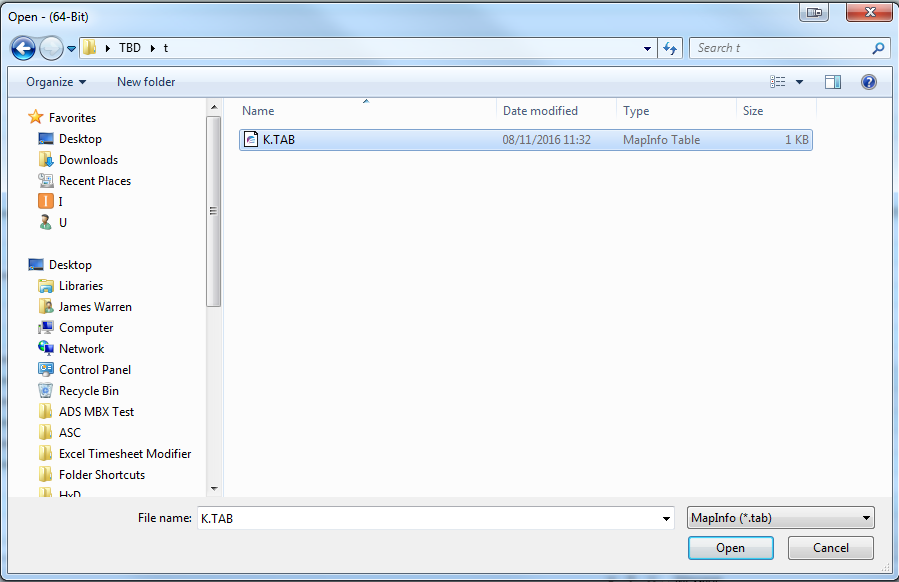 Open - (64-Bit)
TBD t
Search t
Organize New folder
Name Date modified Type Size
K.TAB 08/11/2016 11:32 MapInfo Table 1 KB
Favorites
Desktop
Downloads
Recent Places
I
U
Desktop
Libraries
James Warren
Computer
Network
Control Panel
Recycle Bin
ADS MBX Test
ASC
Excel Timesheet Modifier
Folder Shortcuts
HxD
File name: K.TAB MapInfo (*.tab)
Open Cancel